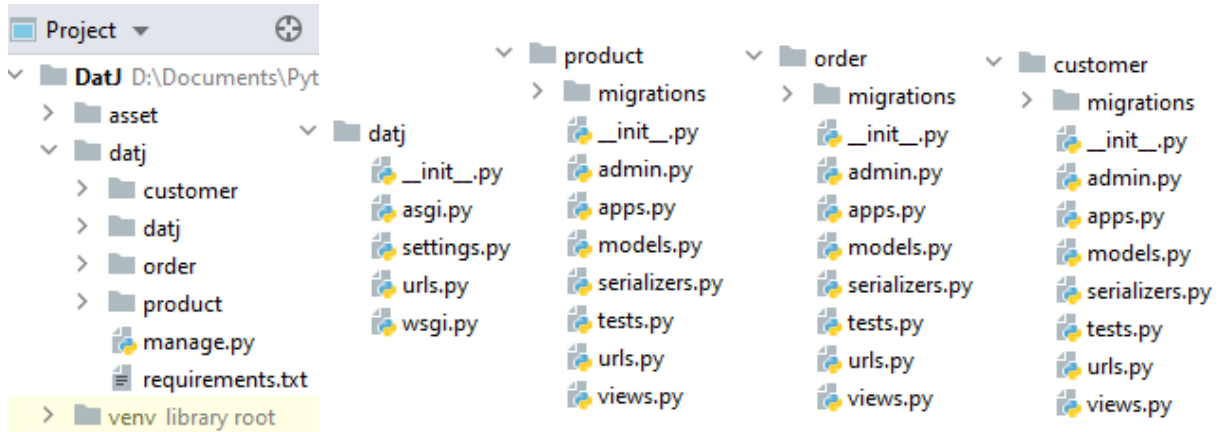 Project
DatJ D:\Documents\Pyt
asset
datj
customer
datj
order
product
manage.py
requirements.txt
venv library root
datj
__init__.py
asgi.py
settings.py
urls.py
wsgi.py
product
migrations
__init__.py
admin.py
apps.py
models.py
serializers.py
tests.py
urls.py
views.py
order
migrations
__init__.py
admin.py
apps.py
models.py
serializers.py
tests.py
urls.py
views.py
customer
migrations
__init__.py
admin.py
apps.py
models.py
serializers.py
tests.py
urls.py
views.py